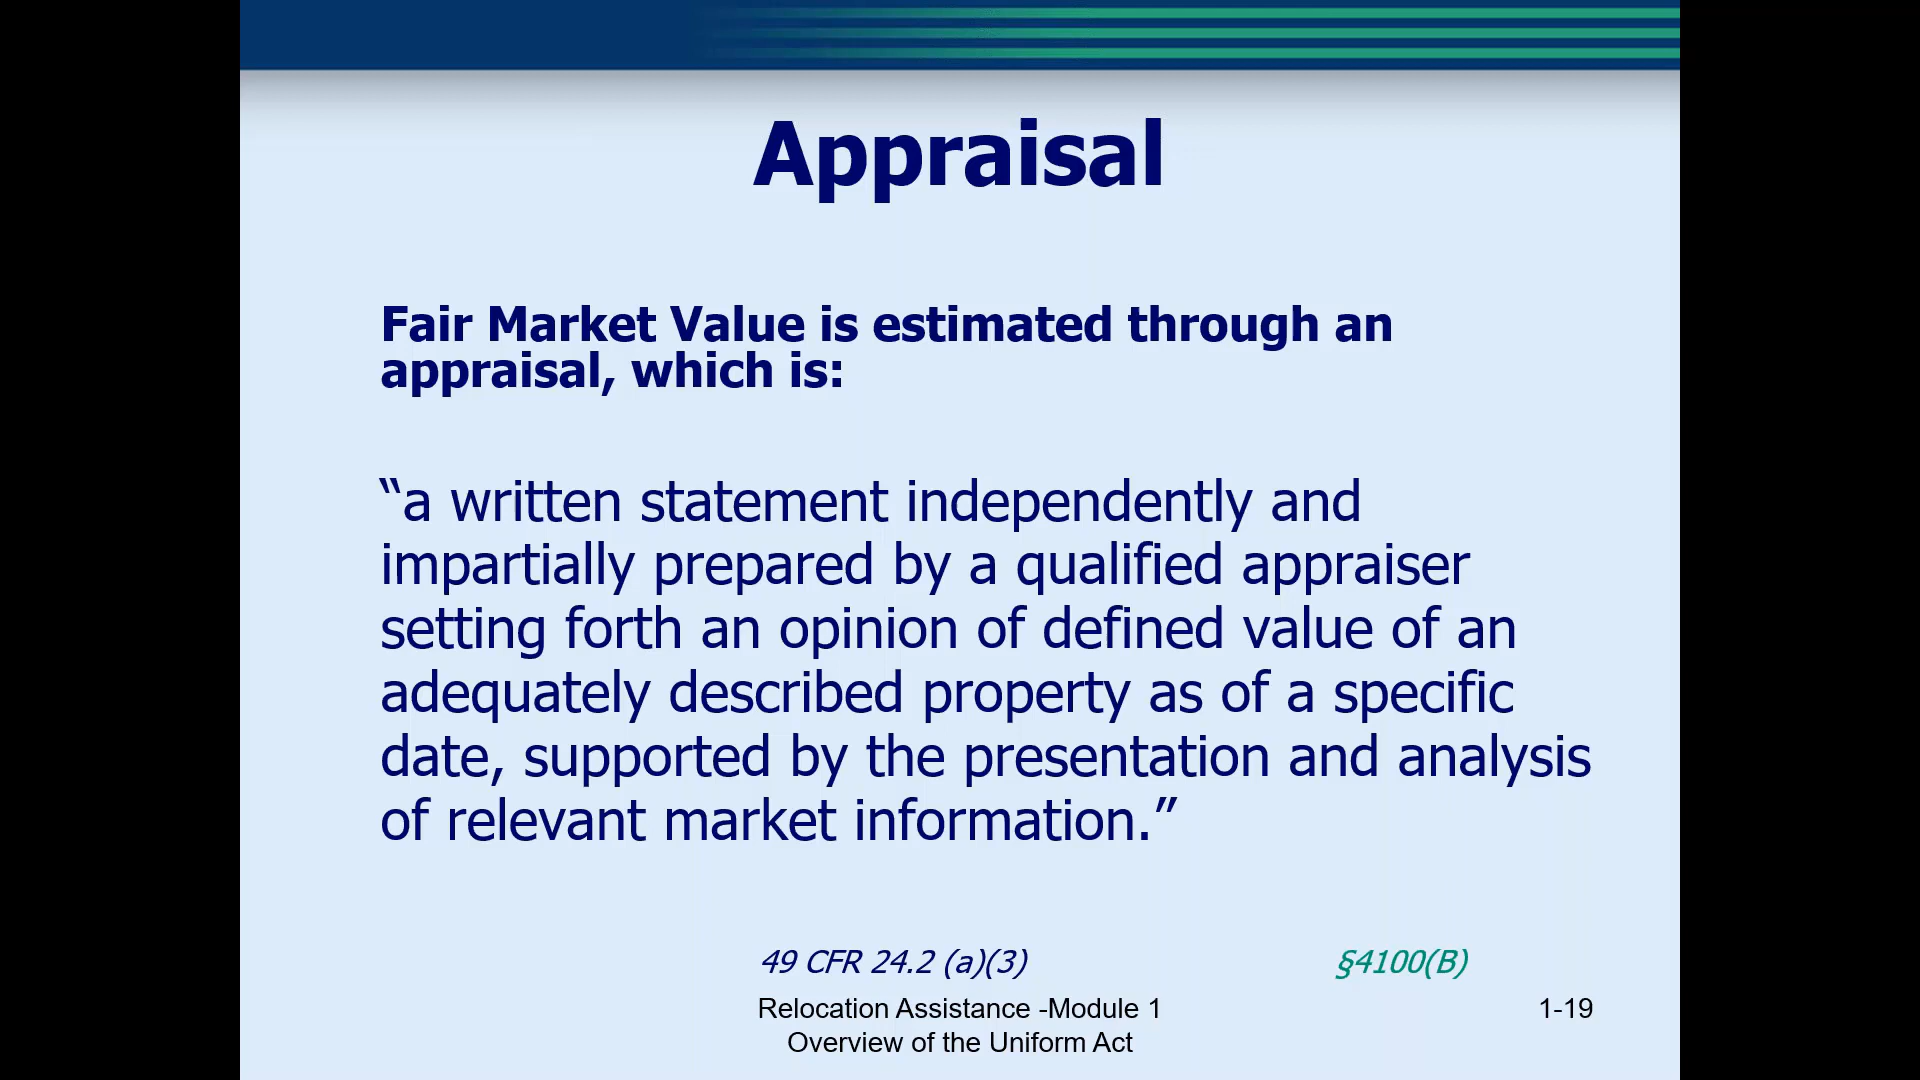 Appraisal
Fair Market Value is estimated through an
appraisal, which is:
“a written statement independently and
impartially prepared by a qualified appraiser
setting forth an opinion of defined value of an
adequately described property as of a specific
date, supported by the presentation and analysis
of relevant market information.”
49 CFR 24.2 (a)(3) §4100(B)
Relocation Assistance -Module 1 1-19
Overview of the Uniform Act